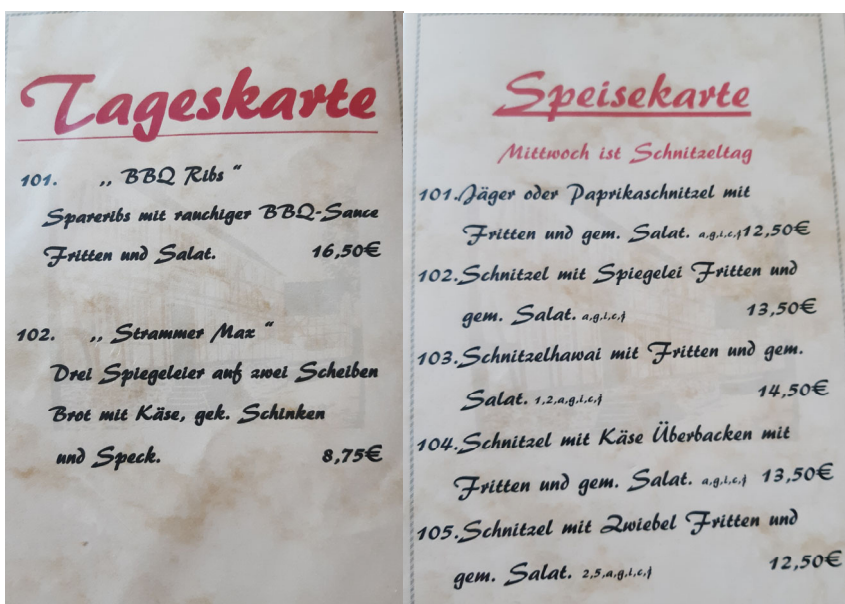 Tageskarte
101. ,, BBQ Ribs "
Spareribs mit rauchiger BBQ-Sauce
Fritten und Salat. 16,50€
102. ,, Strammer Max "
Drei Spiegeleier auf zwei Scheiben
Brot mit Käse, gek. Schinken
und Speck. 8,75€
Speisekarte
Mittwoch ist Schnitzeltag
101.Jäger oder Paprikaschnitzel mit
Fritten und gem. Salat. a,g,i,c,j 12,50€
102.Schnitzel mit Spiegelei Fritten und
gem. Salat. a,g,i,c,j 13,50€
103.Schnitzelhawai mit Fritten und gem.
Salat. 1,2,a,g,i,c,j 14,50€
104.Schnitzel mit Käse Überbacken mit
Fritten und gem. Salat. a,g,i,c,j 13,50€
105.Schnitzel mit Zwiebel Fritten und
gem. Salat. 2,5,a,g,i,c,j 12,50€